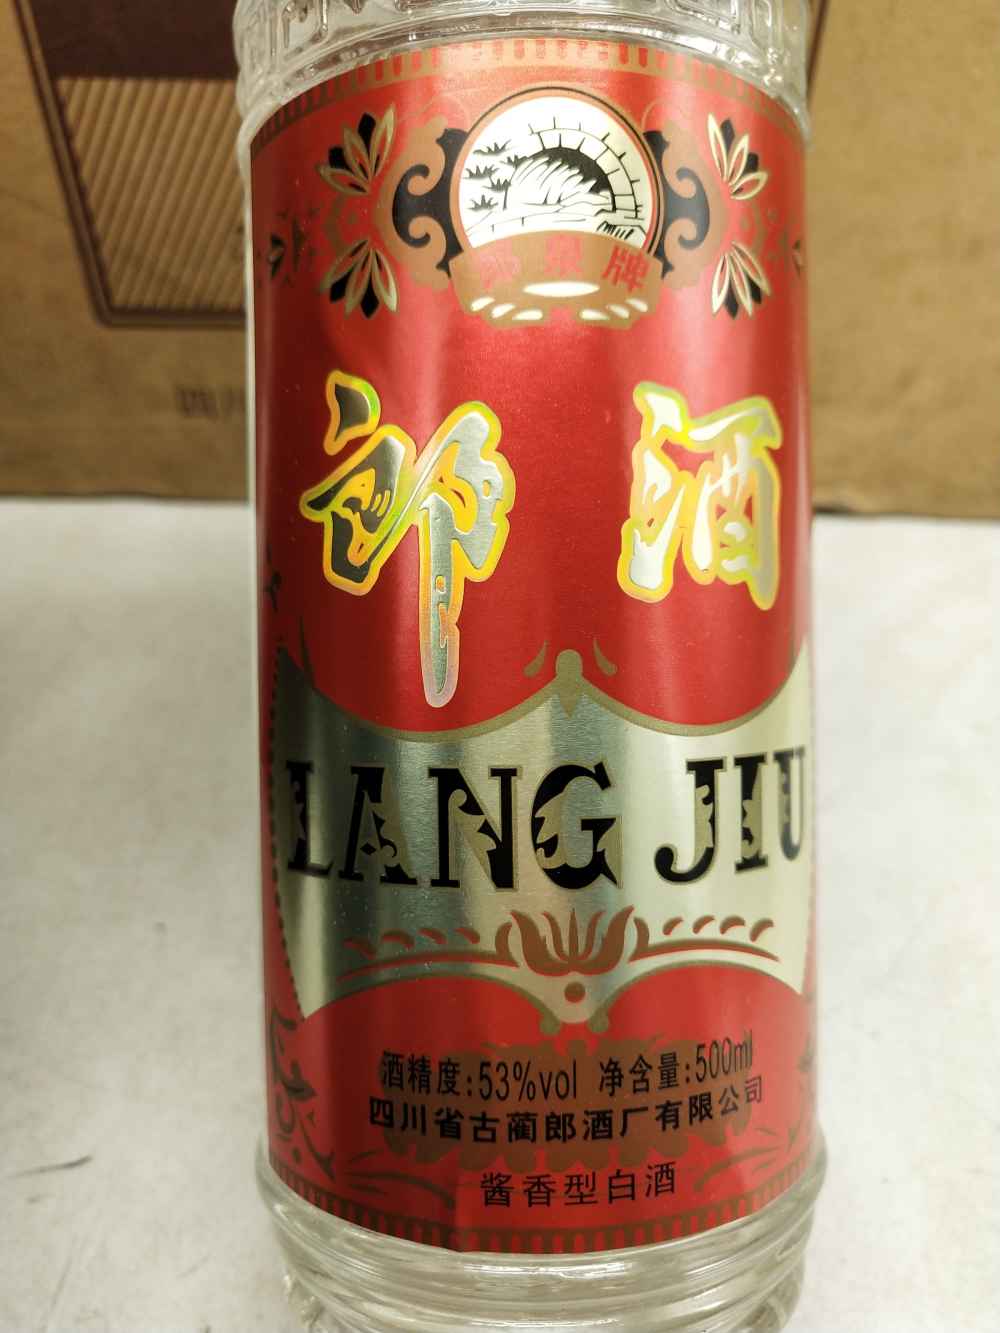 郎泉牌
郎酒
LANG JIU
酒精度:53%vol 净含量:500ml
四川省古蔺郎酒厂有限公司
酱香型白酒